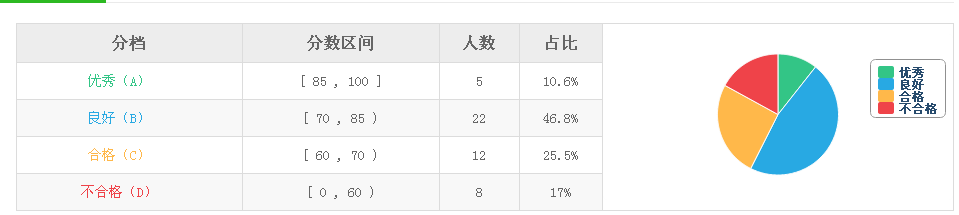 分档 分数区间 人数 占比
优秀（A） [ 85 , 100 ] 5 10.6%
良好（B） [ 70 , 85 ) 22 46.8%
合格（C） [ 60 , 70 ) 12 25.5%
不合格（D） [ 0 , 60 ) 8 17%
优秀
良好
合格
不合格